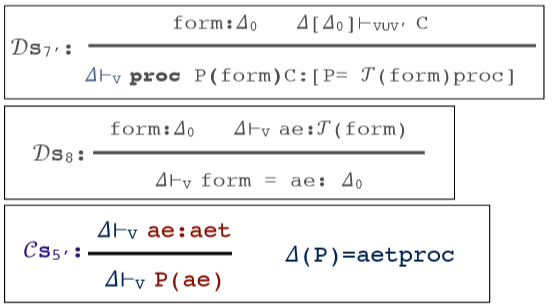 form:Δ₀ Δ[Δ₀]⊢VUV' C
𝒟s₇′:
Δ⊢ᵥ proc P(form)C:[P= 𝒯(form)proc]
form:Δ₀ Δ⊢ᵥ ae:𝒯(form)
𝒟s₈:
Δ⊢ᵥ form = ae: Δ₀
Δ⊢ᵥ ae:aet
𝒞s₅′: Δ(P)=aetproc
Δ⊢ᵥ P(ae)